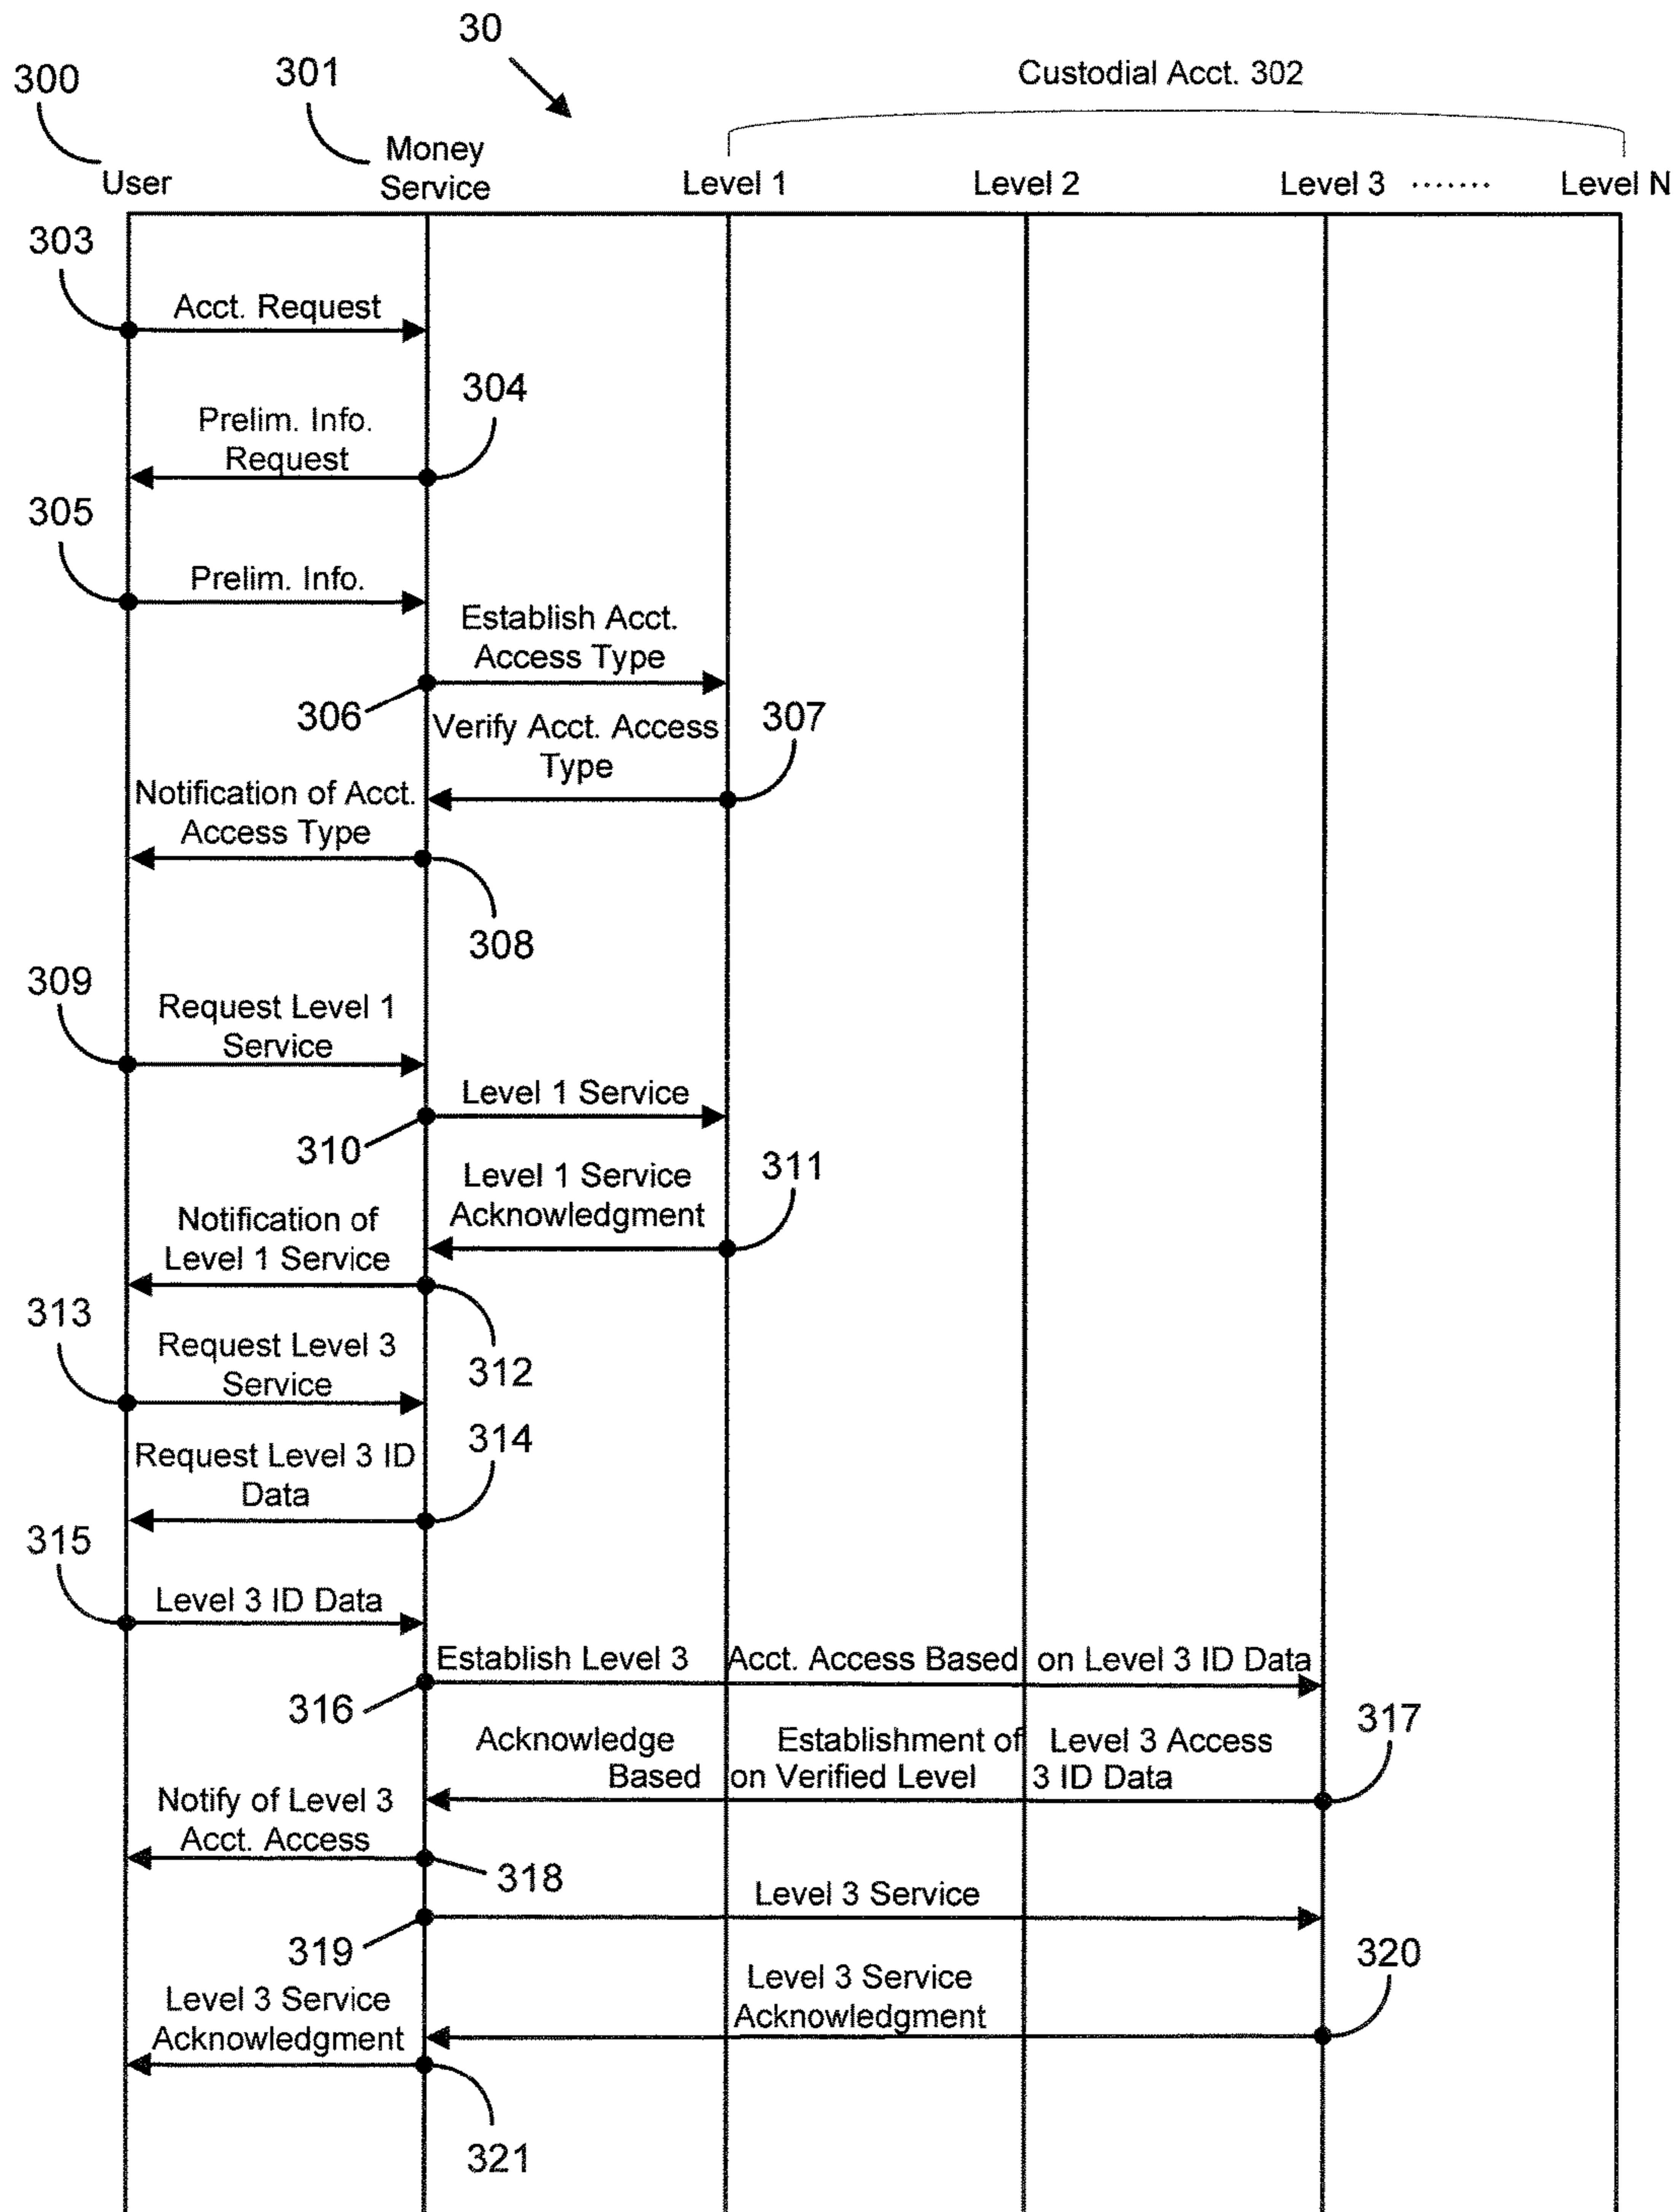 30
Custodial Acct. 302
300
301
User
Money
Service
Level 1
Level 2
Level 3 ....... Level N
303
Acct. Request
304
Prelim. Info.
Request
305
Prelim. Info.
Establish Acct.
Access Type
306
Verify Acct. Access
Type
307
Notification of Acct.
Access Type
308
309
Request Level 1
Service
Level 1 Service
310
Level 1 Service
Acknowledgment
311
Notification of
Level 1 Service
312
313
Request Level 3
Service
314
Request Level 3 ID
Data
315
Level 3 ID Data
Establish Level 3 Acct. Access Based on Level 3 ID Data
316
Acknowledge Establishment of Level 3 Access
Based on Verified Level 3 ID Data
317
Notify of Level 3
Acct. Access
318
Level 3 Service
319
Level 3 Service
Acknowledgment
320
Level 3 Service
Acknowledgment
321